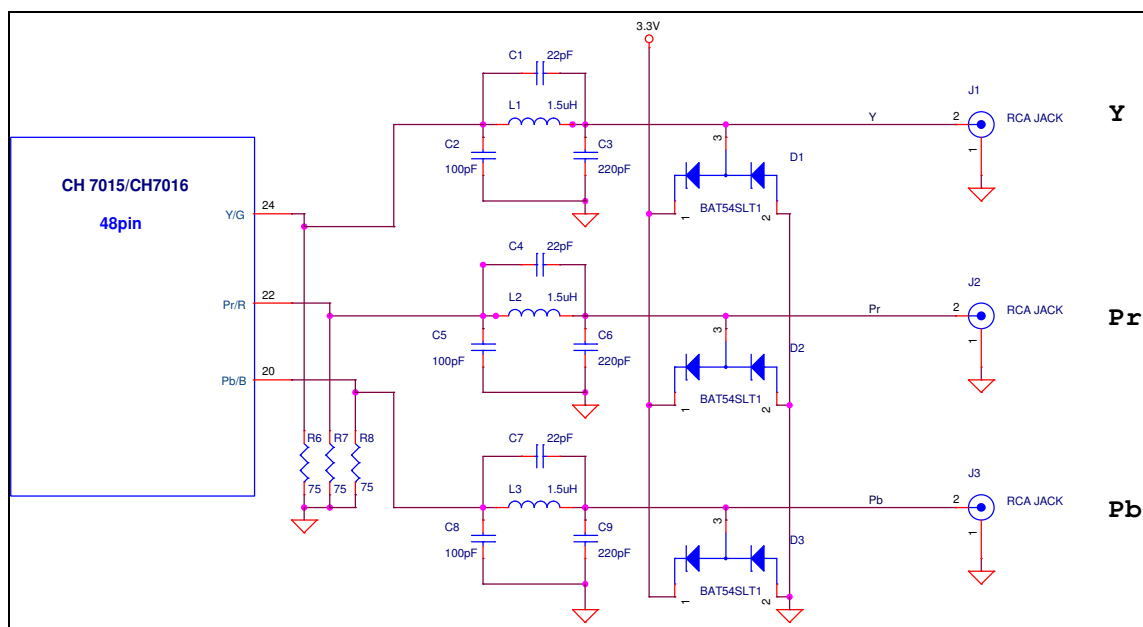 3.3V
C1 22pF
L1 1.5uH
C2
100pF
C3
220pF
Y
3
D1
BAT54SLT1
1
2
J1
2
1
RCA JACK
Y
CH 7015/CH7016
48pin
Y/G 24
Pr/R 22
Pb/B 20
C4 22pF
L2 1.5uH
C5
100pF
C6
220pF
Pr
3
D2
BAT54SLT1
1
2
J2
2
1
RCA JACK
Pr
R6 R7 R8
75 75 75
C7 22pF
L3 1.5uH
C8
100pF
C9
220pF
Pb
3
D3
BAT54SLT1
1
2
J3
2
1
RCA JACK
Pb